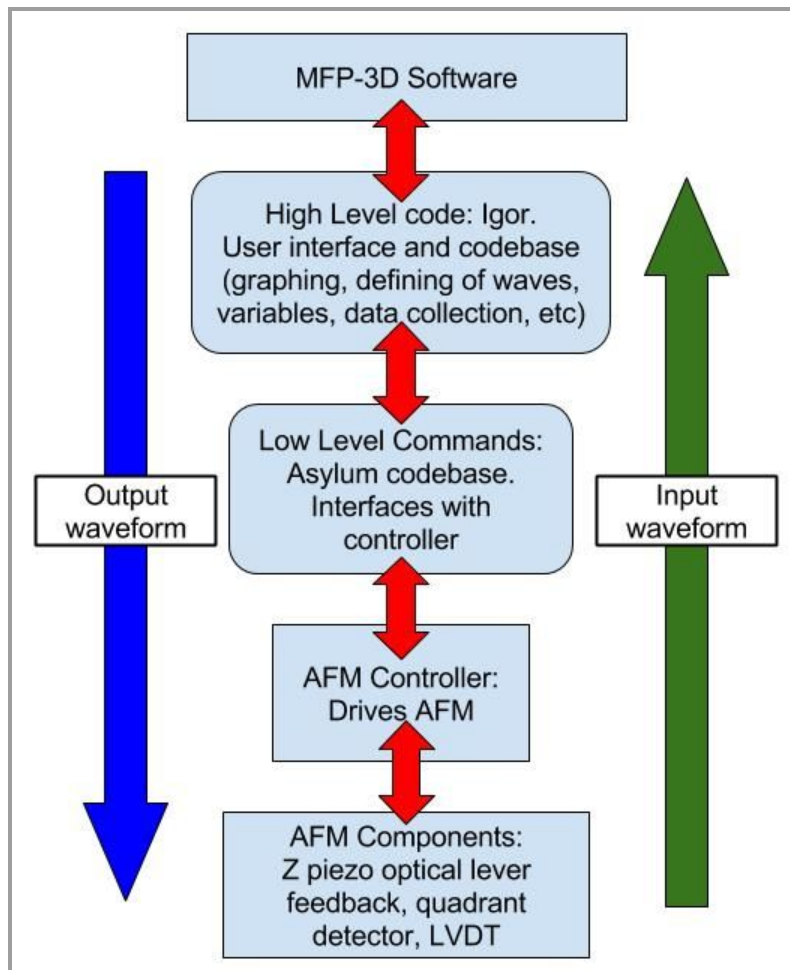 MFP-3D Software
High Level code: Igor.
User interface and codebase
(graphing, defining of waves,
variables, data collection, etc)
Low Level Commands:
Asylum codebase.
Interfaces with
controller
Output
waveform
Input
waveform
AFM Controller:
Drives AFM
AFM Components:
Z piezo optical lever
feedback, quadrant
detector, LVDT